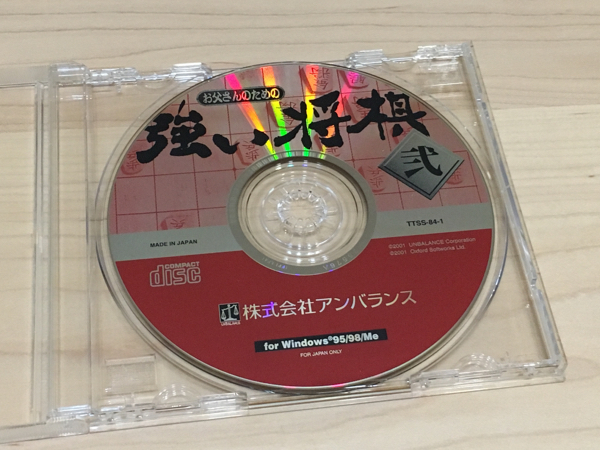 お父さんのための
強い将棋
弐
TTSS-84-1
MADE IN JAPAN
©2001 UNBALANCE Corporation
©2001 Oxford Softworks Ltd.
COMPACT
disc
UNBALANCE
株式会社アンバランス
for Windows®95/98/Me
FOR JAPAN ONLY